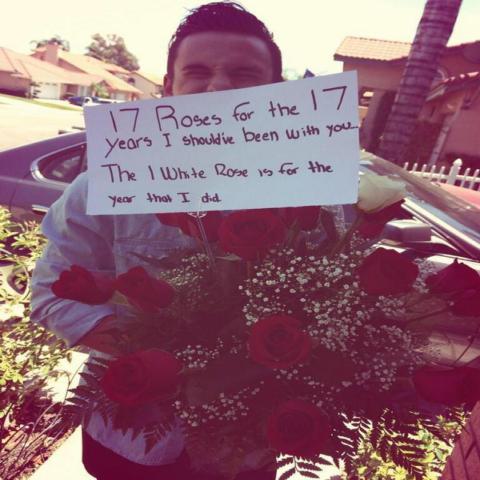 17 Roses for the 17
years I should've been with you...
The 1 White Rose is for the
year that I did.